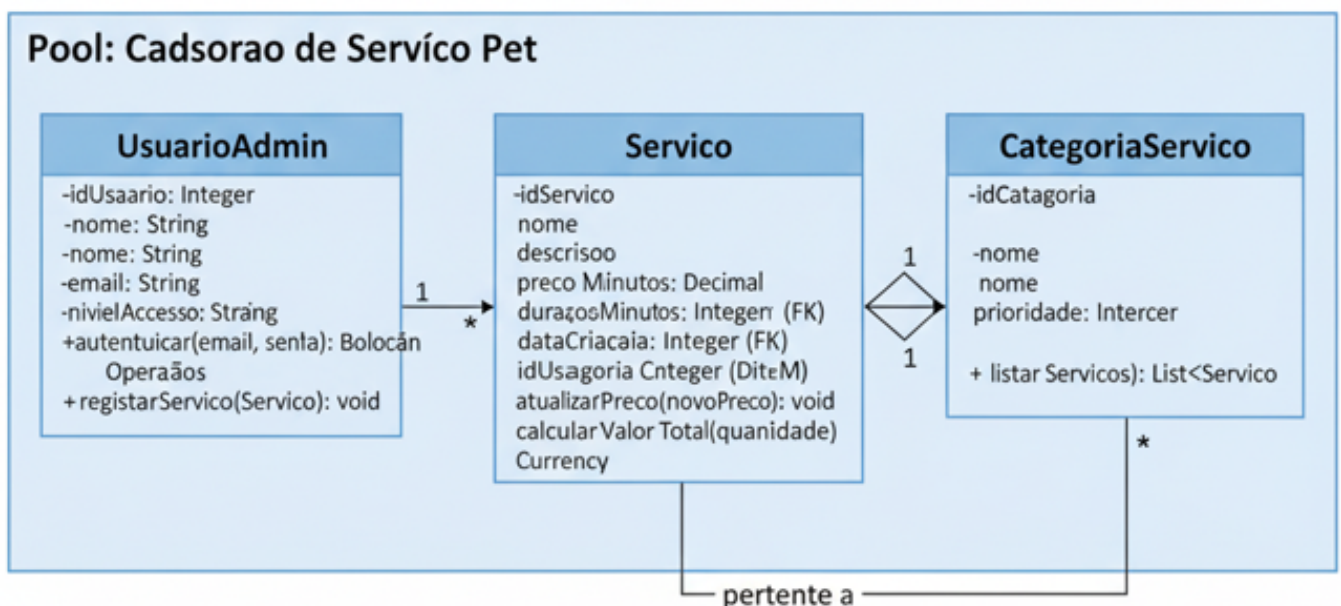 Pool: Cadsorao de Servíco Pet
UsuarioAdmin
-idUsaario: Integer
-nome: String
-nome: String
-email: String
-nivielAccesso: Strang
+autentuicar(email, senta): Bolocán
Operaãos
+registarServico(Servico): void
1
*
Servico
-idServico
nome
descrisoo
preco Minutos: Decimal
duraçosMinutos: Integerr (FK)
dataCriacaia: Integer (FK)
idUsagoria Cnteger (DiteM)
atualizarPreco(novoPreco): void
calcularValor Total(quanidade)
Currency
1
1
CategoriaServico
-idCatagoria
-nome
nome
prioridade: Intercer
+ listar Servicos): List<Servico
*
pertente a